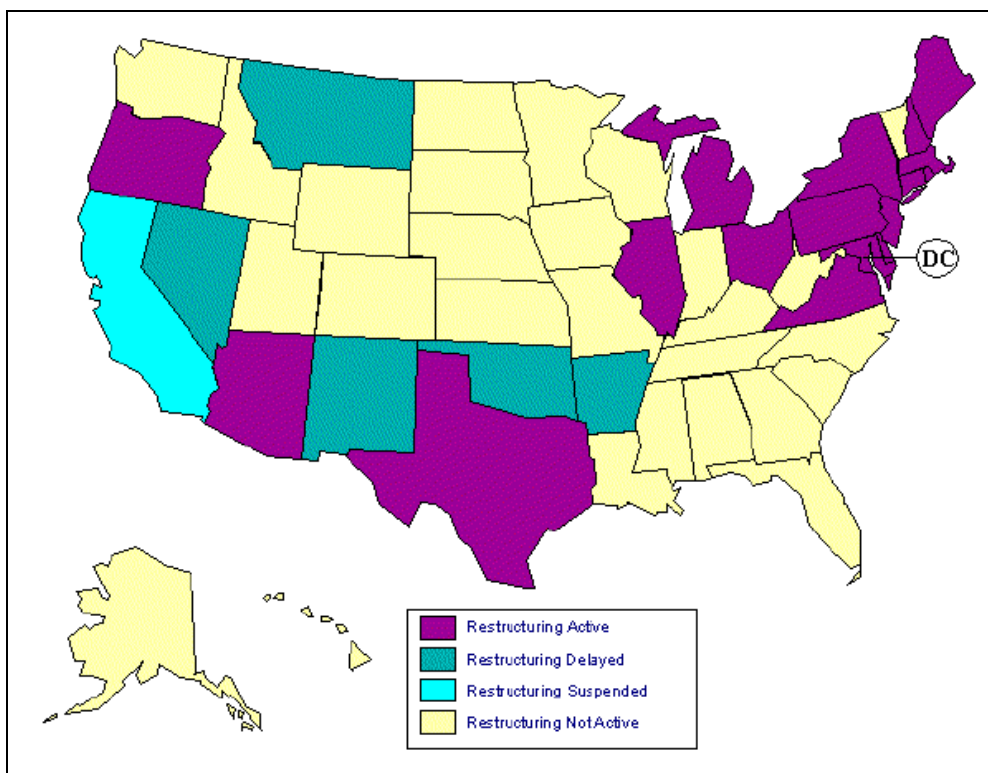 DC
Restructuring Active
Restructuring Delayed
Restructuring Suspended
Restructuring Not Active